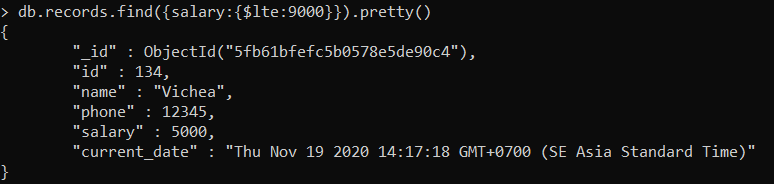 > db.records.find({salary:{$lte:9000}}).pretty()
{
        "_id" : ObjectId("5fb61bfefc5b0578e5de90c4"),
        "id" : 134,
        "name" : "Vichea",
        "phone" : 12345,
        "salary" : 5000,
        "current_date" : "Thu Nov 19 2020 14:17:18 GMT+0700 (SE Asia Standard Time)"
}